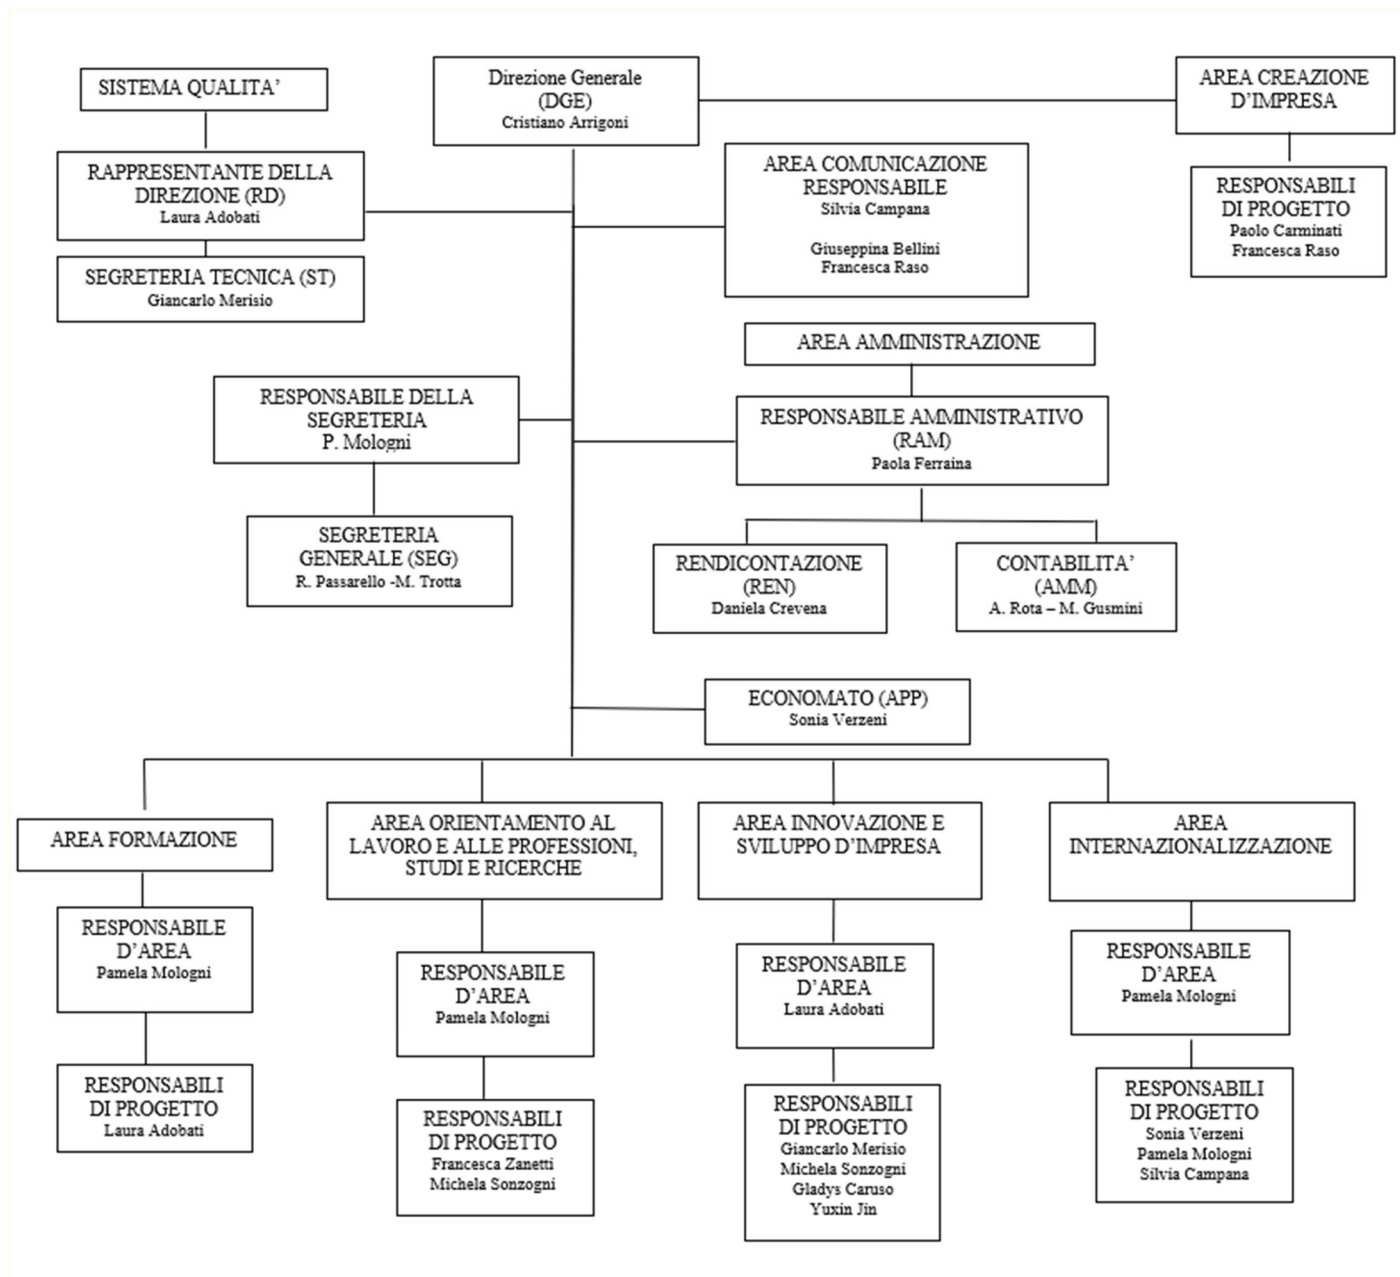 SISTEMA QUALITA’
Direzione Generale
(DGE)
Cristiano Arrigoni
AREA CREAZIONE
D’IMPRESA
RAPPRESENTANTE DELLA
DIREZIONE (RD)
Laura Adobati
AREA COMUNICAZIONE
RESPONSABILE
Silvia Campana
Giuseppina Bellini
Francesca Raso
RESPONSABILI
DI PROGETTO
Paolo Carminati
Francesca Raso
SEGRETERIA TECNICA (ST)
Giancarlo Merisio
AREA AMMINISTRAZIONE
RESPONSABILE DELLA
SEGRETERIA
P. Mologni
RESPONSABILE AMMINISTRATIVO
(RAM)
Paola Ferraina
SEGRETERIA
GENERALE (SEG)
R. Passarello -M. Trotta
RENDICONTAZIONE
(REN)
Daniela Crevena
CONTABILITA’
(AMM)
A. Rota – M. Gusmini
ECONOMATO (APP)
Sonia Verzeni
AREA FORMAZIONE
RESPONSABILE
D’AREA
Pamela Mologni
RESPONSABILI
DI PROGETTO
Laura Adobati
AREA ORIENTAMENTO AL
LAVORO E ALLE PROFESSIONI,
STUDI E RICERCHE
RESPONSABILE
D’AREA
Pamela Mologni
RESPONSABILI
DI PROGETTO
Francesca Zanetti
Michela Sonzogni
AREA INNOVAZIONE E
SVILUPPO D’IMPRESA
RESPONSABILE
D’AREA
Laura Adobati
RESPONSABILI
DI PROGETTO
Giancarlo Merisio
Michela Sonzogni
Gladys Caruso
Yuxin Jin
AREA
INTERNAZIONALIZZAZIONE
RESPONSABILE
D’AREA
Pamela Mologni
RESPONSABILI
DI PROGETTO
Sonia Verzeni
Pamela Mologni
Silvia Campana